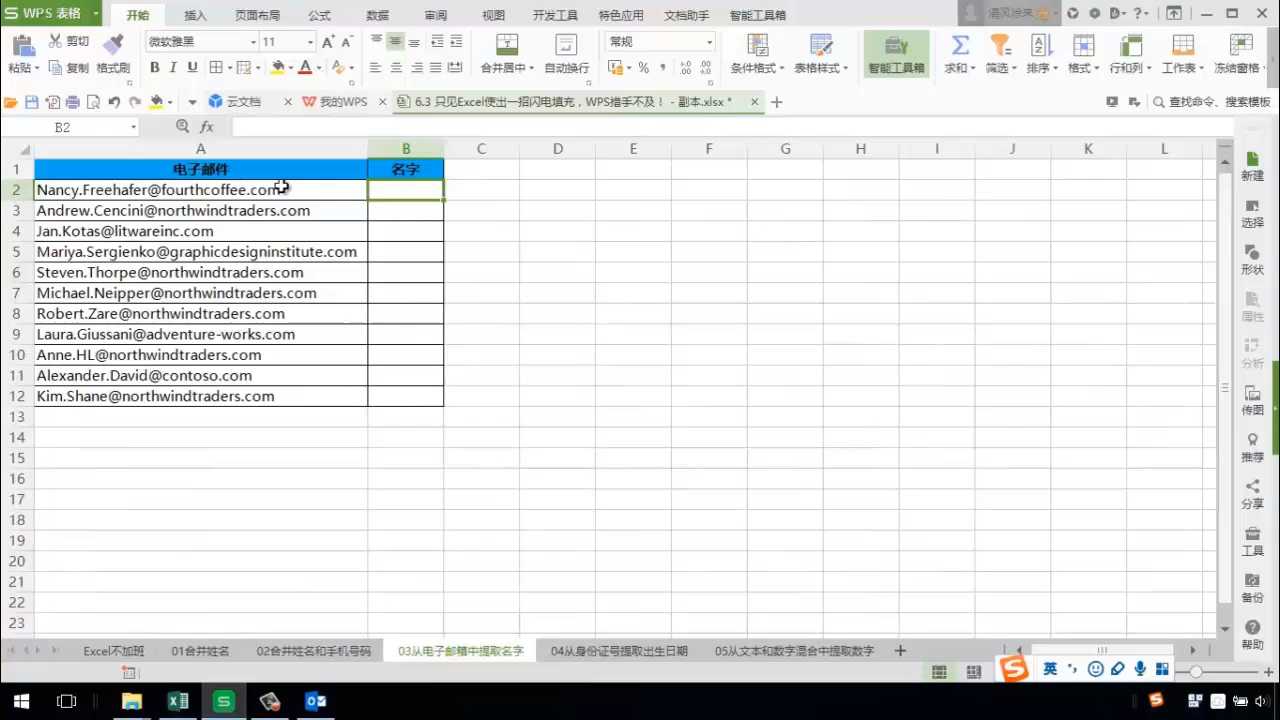 WPS 表格
开始 插入 页面布局 公式 数据 审阅 视图 开发工具 特色应用 文档助手 智能工具箱 清风徐来
粘贴 剪切 复制 格式刷
微软雅黑 11
B I U A
合并居中 自动换行
常规
条件格式 表格样式 智能工具箱 求和 筛选 排序 格式 行和列 工作表 冻结窗格
云文档 我的WPS 6.3 只见Excel使出一招闪电填充，WPS措手不及！ - 副本.xlsx * 查找命令、搜索模板
B2 fx
A B C D E F G H I J K L
1 电子邮件 名字
2 Nancy.Freehafer@fourthcoffee.com
3 Andrew.Cencini@northwindtraders.com
4 Jan.Kotas@litwareinc.com
5 Mariya.Sergienko@graphicdesigninstitute.com
6 Steven.Thorpe@northwindtraders.com
7 Michael.Neipper@northwindtraders.com
8 Robert.Zare@northwindtraders.com
9 Laura.Giussani@adventure-works.com
10 Anne.HL@northwindtraders.com
11 Alexander.David@contoso.com
12 Kim.Shane@northwindtraders.com
13
14
15
16
17
18
19
20
21
22
23
新建
选择
形状
属性
分析
传图
推荐
分享
工具
备份
帮助
Excel不加班 01合并姓名 02合并姓名和手机号码 03从电子邮箱中提取名字 04从身份证号提取出生日期 05从文本和数字混合中提取数字
英